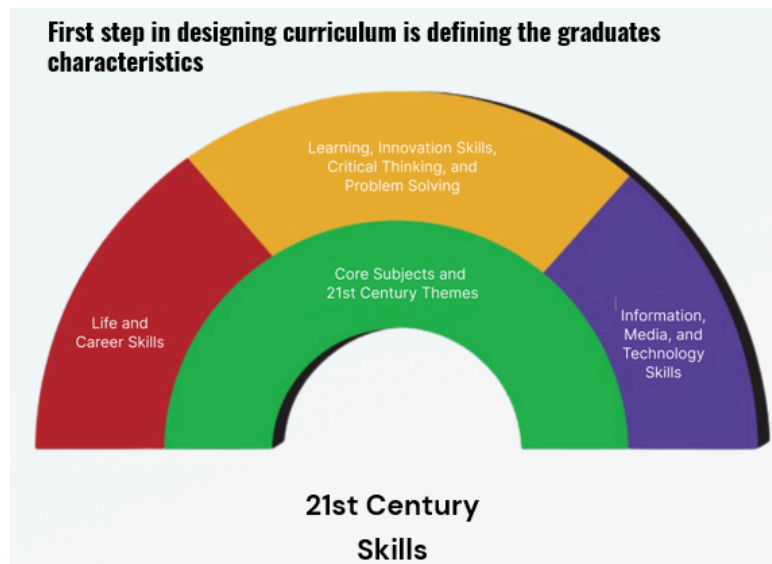 First step in designing curriculum is defining the graduates
characteristics
Learning, Innovation Skills,
Critical Thinking, and
Problem Solving
Core Subjects and
21st Century Themes
Life and
Career Skills
Information,
Media, and
Technology
Skills
21st Century
Skills